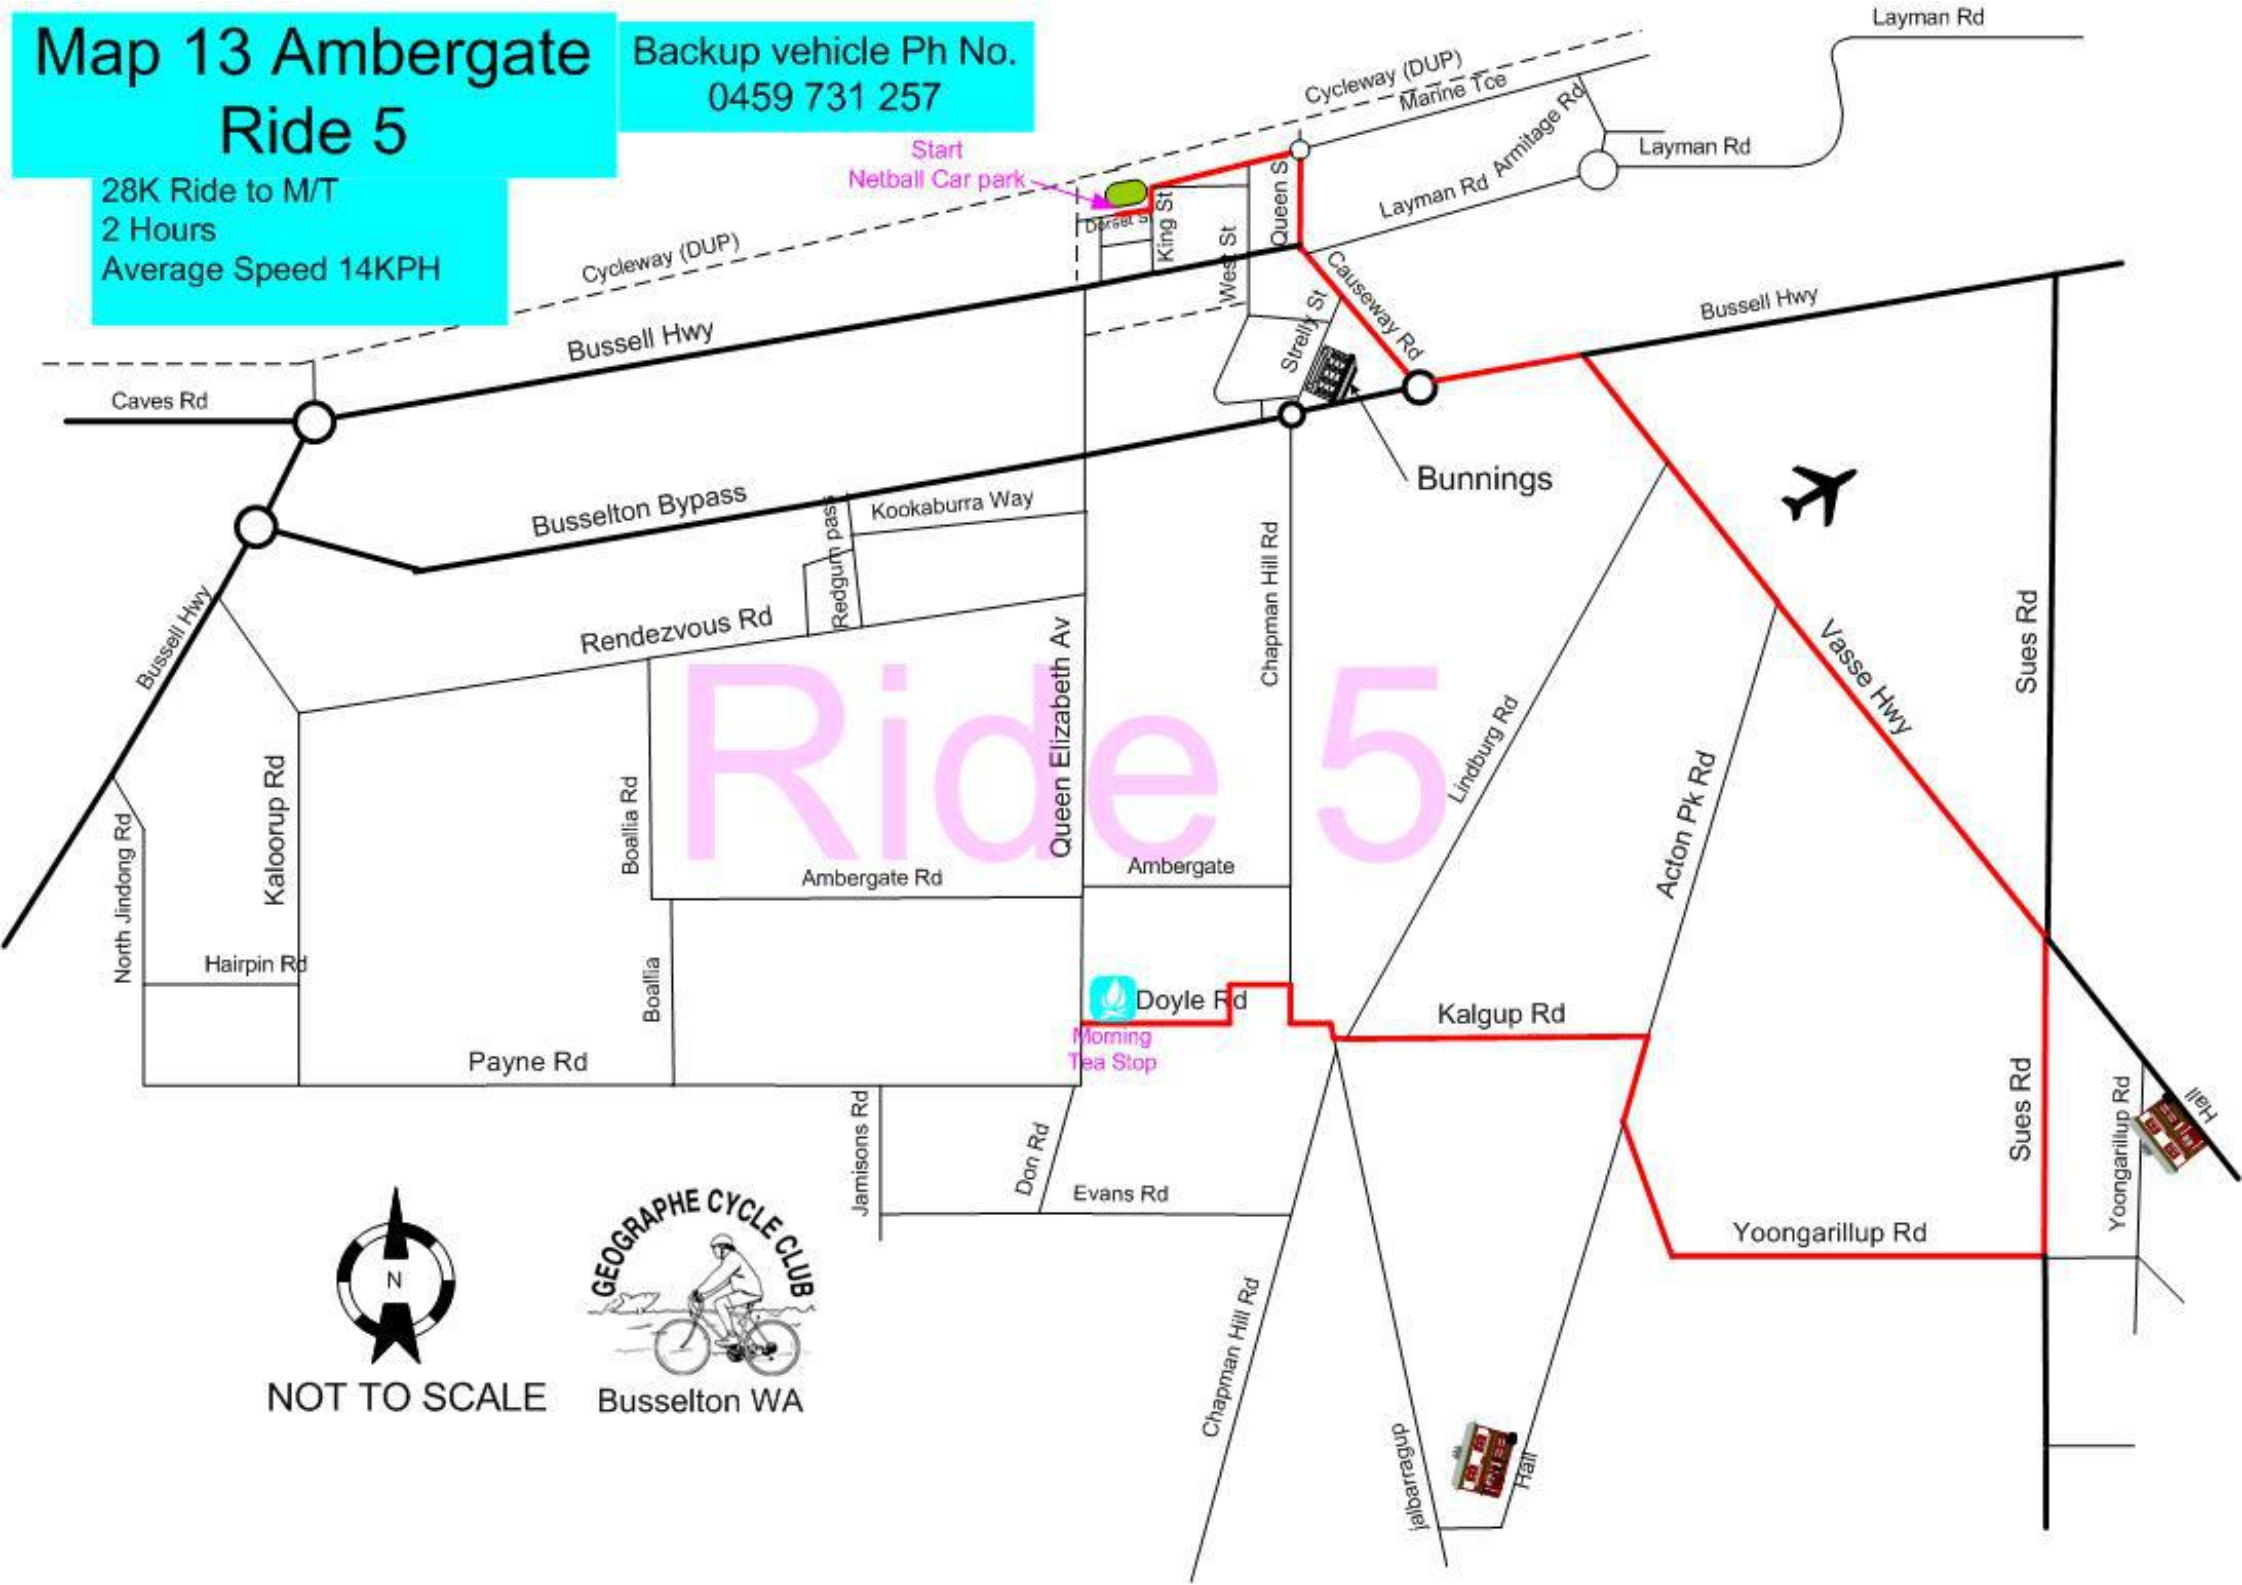 Map 13 Ambergate
Ride 5
Backup vehicle Ph No.
0459 731 257
28K Ride to M/T
2 Hours
Average Speed 14KPH
Start
Netball Car park
Cycleway (DUP)
Cycleway (DUP)
Marine Tce
Layman Rd
Layman Rd
Layman Rd
Armitage Rd
Dorset S
King St
West St
Queen S
Causeway Rd
Strelly St
Bussell Hwy
Bussell Hwy
Caves Rd
Bunnings
Busselton Bypass
Kookaburra Way
Redgum pass
Rendezvous Rd
Bussell Hwy
Queen Elizabeth Av
Chapman Hill Rd
Lindburg Rd
Acton Pk Rd
Vasse Hwy
Sues Rd
Ride 5
North Jindong Rd
Kaloorup Rd
Boallia Rd
Ambergate Rd
Ambergate
Hairpin Rd
Boallia
Doyle Rd
Morning
Tea Stop
Kalgup Rd
Payne Rd
Jamisons Rd
Don Rd
Evans Rd
Yoongarillup Rd
Sues Rd
Yoongarillup Rd
Hall
Chapman Hill Rd
jalbarragup
Hall
N
NOT TO SCALE
GEOGRAPHE CYCLE CLUB
Busselton WA